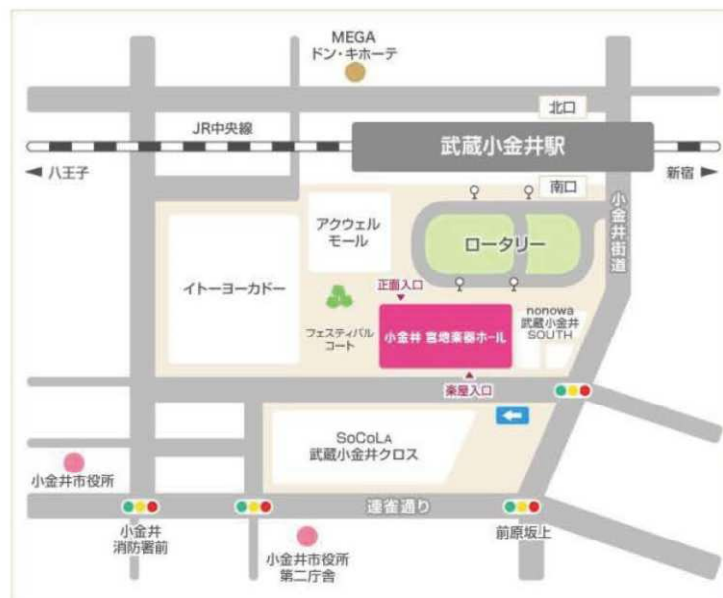 MEGA
ドン・キホーテ
北口
JR中央線
武蔵小金井駅
八王子
新宿
南口
小金井街道
アクウェル
モール
ロータリー
イトーヨーカドー
正面入口
フェスティバル
コート
小金井 宮地楽器ホール
nonowa
武蔵小金井
SOUTH
楽屋入口
SoCoLA
武蔵小金井クロス
小金井市役所
連雀通り
小金井
消防署前
前原坂上
小金井市役所
第二庁舎